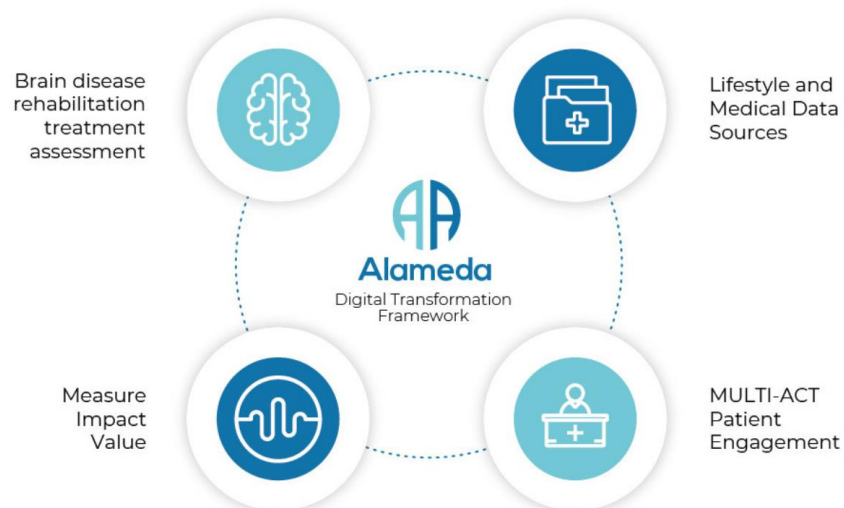 Brain disease
rehabilitation
treatment
assessment
Lifestyle and
Medical Data
Sources
Alameda
Digital Transformation
Framework
Measure
Impact
Value
MULTI-ACT
Patient
Engagement